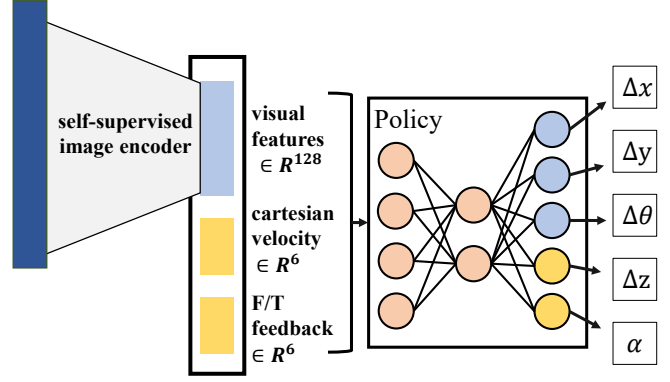 self-supervised
image encoder
visual
features
∈ R¹²⁸
cartesian
velocity
∈ R⁶
F/T
feedback
∈ R⁶
Policy
Δx
Δy
Δθ
Δz
α